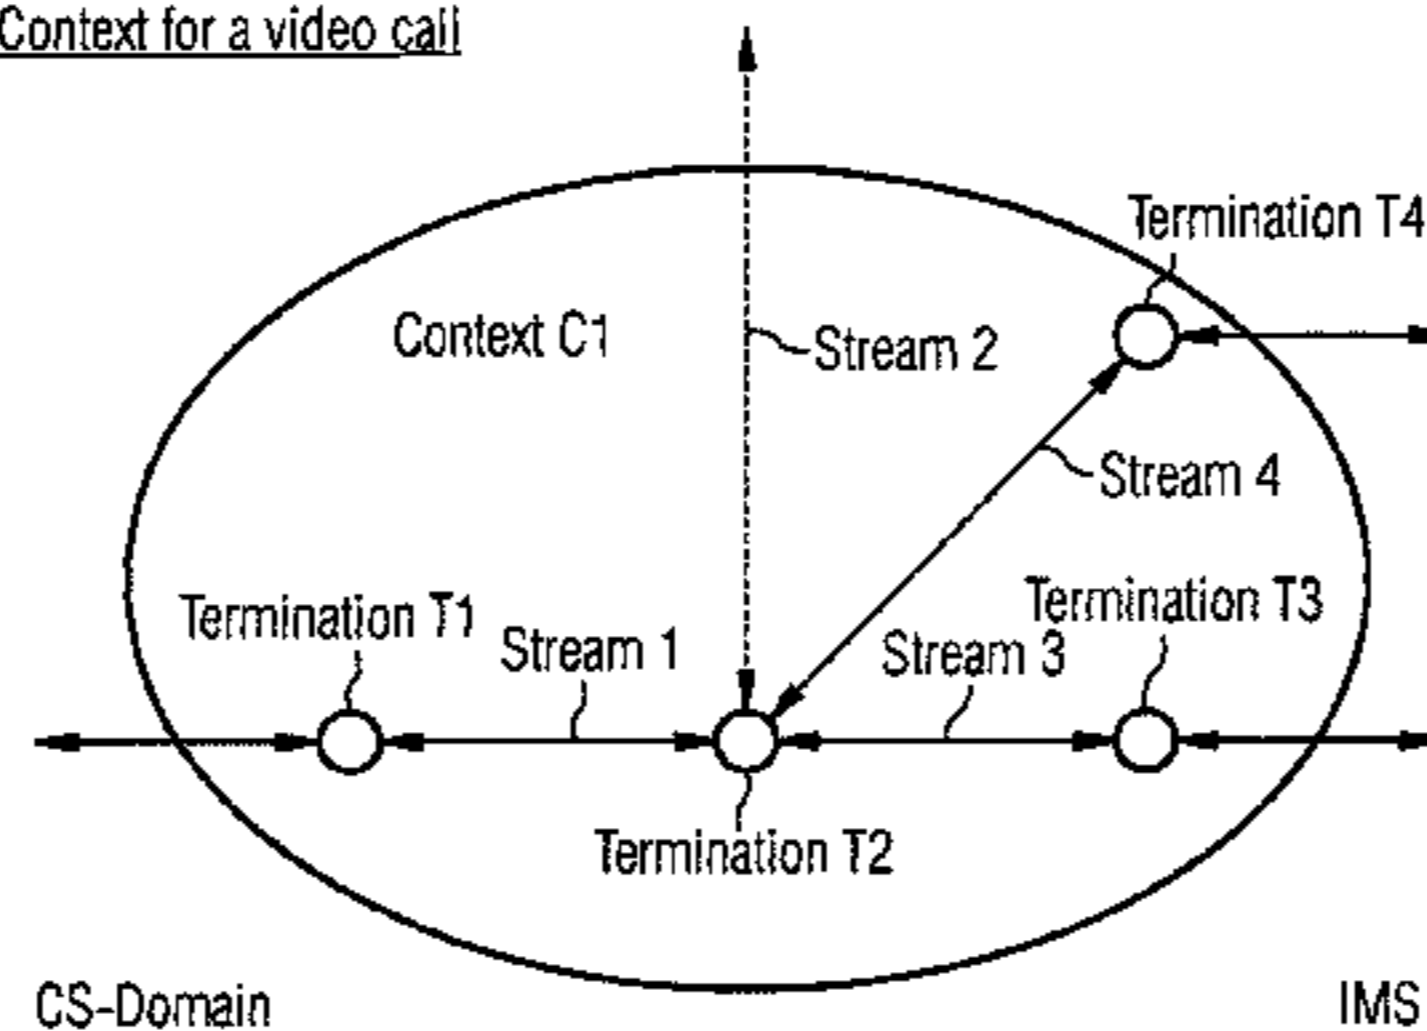 Context for a video call
Termination T4
Context C1
Stream 2
Stream 4
Termination T3
Termination T1
Stream 1
Stream 3
Termination T2
CS-Domain
IMS